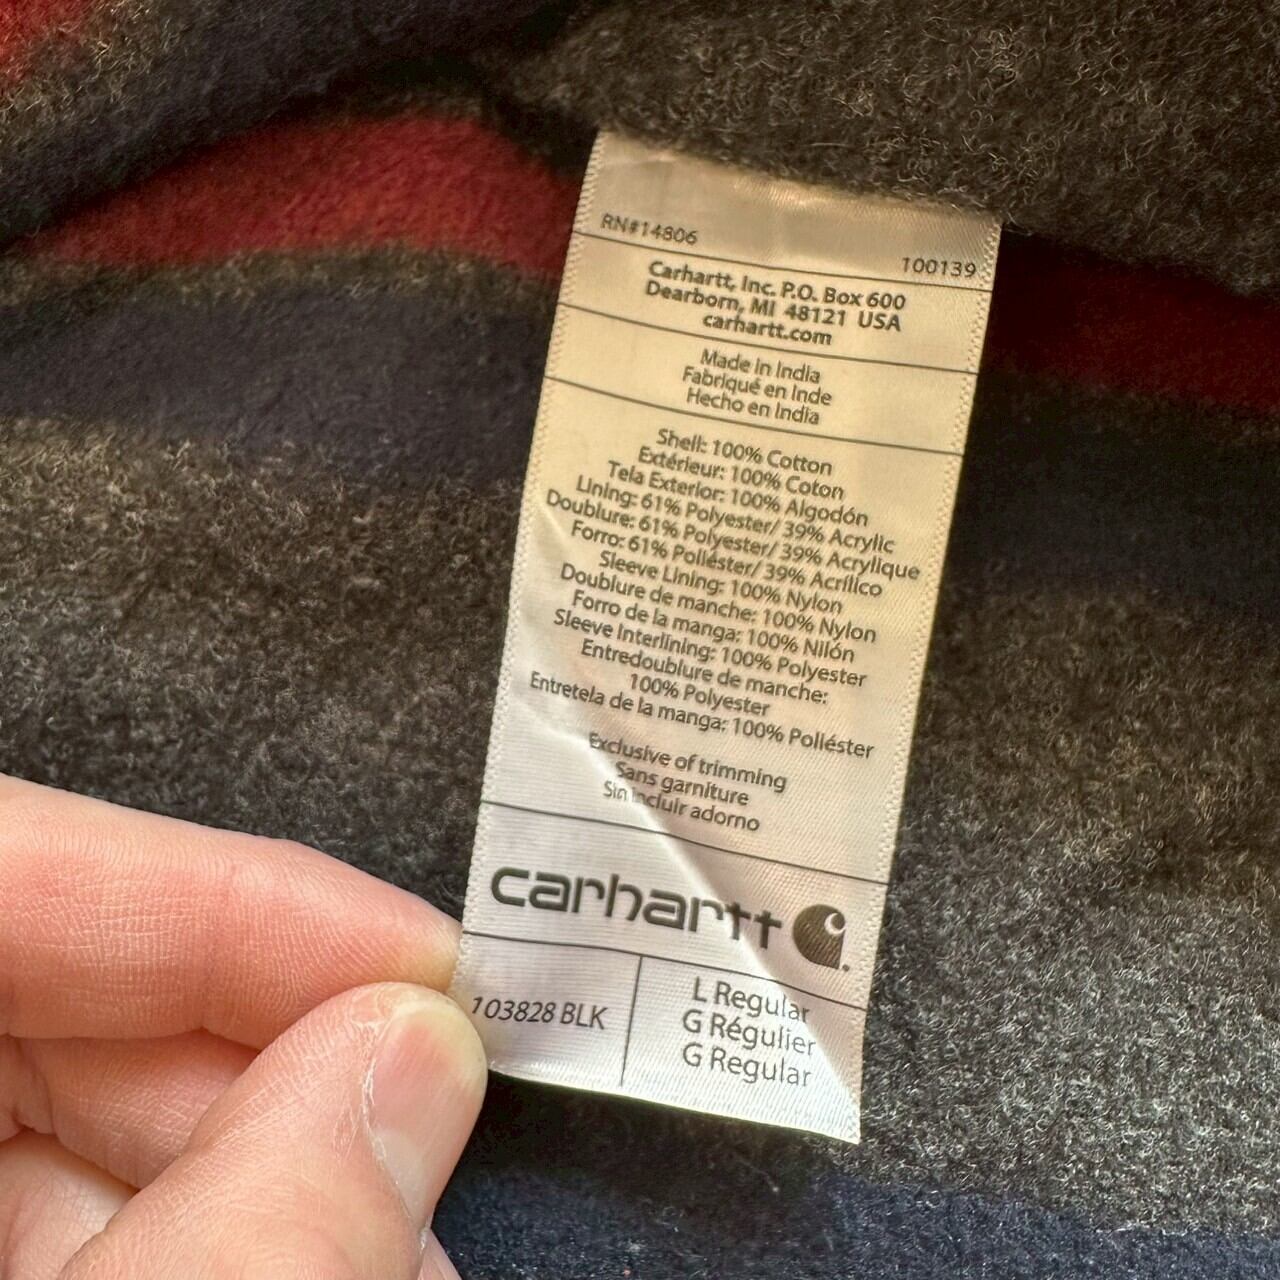 RN#14806
100139
Carhartt, Inc. P.O. Box 600
Dearborn, MI 48121 USA
carhartt.com
Made in India
Fabriqué en Inde
Hecho en India
Shell: 100% Cotton
Extérieur: 100% Coton
Tela Exterior: 100% Algodón
Lining: 61% Polyester/ 39% Acrylic
Doublure: 61% Polyester/ 39% Acrylique
Forro: 61% Poliéster/ 39% Acrílico
Sleeve Lining: 100% Nylon
Doublure de manche: 100% Nylon
Forro de la manga: 100% Nilón
Sleeve Interlining: 100% Polyester
Entredoublure de manche:
100% Polyester
Entretela de la manga: 100% Poliéster
Exclusive of trimming
Sans garniture
Sin incluir adorno
carhartt
103828 BLK
L Regular
G Régulier
G Regular